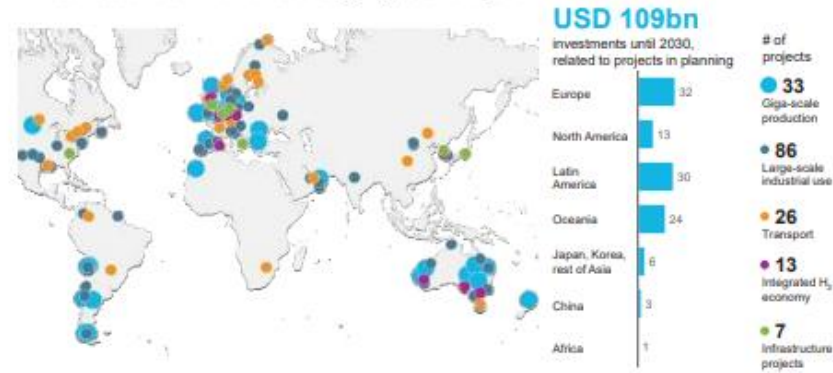 USD 109bn
investments until 2030,
related to projects in planning
Europe 32
North America 13
Latin
America 30
Oceania 24
Japan, Korea,
rest of Asia 6
China 3
Africa 1
# of
projects
33
Giga-scale
production
86
Large-scale
industrial use
26
Transport
13
Integrated H₂
economy
7
Infrastructure
projects